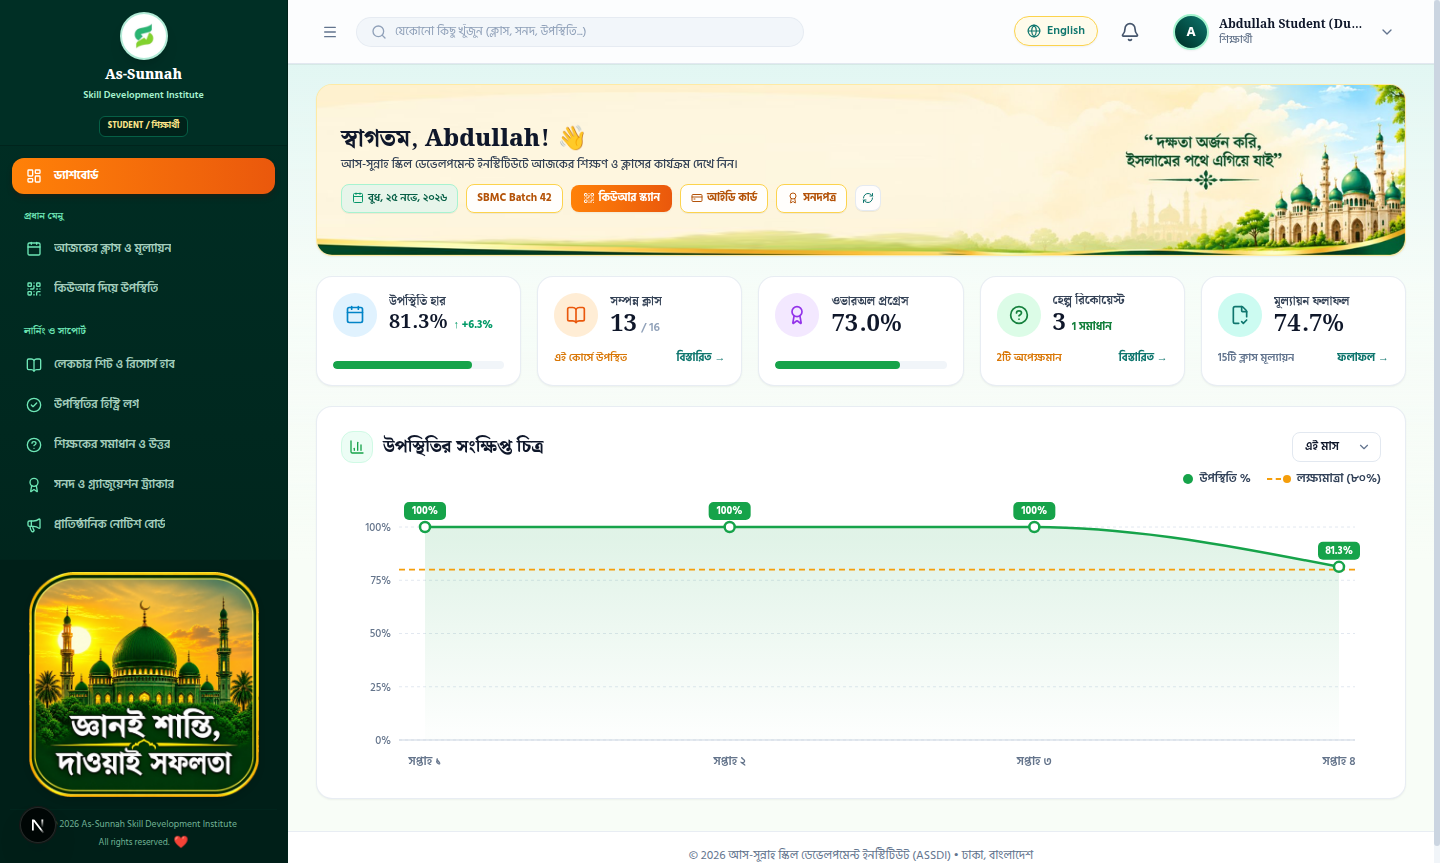 As-Sunnah
Skill Development Institute
STUDENT / শিক্ষার্থী
ড্যাশবোর্ড
প্রধান মেনু
আজকের ক্লাস ও মূল্যায়ন
কিউআর দিয়ে উপস্থিতি
লার্নিং ও সাপোর্ট
লেকচার শিট ও রিসোর্স হাব
উপস্থিতির হিস্ট্রি লগ
শিক্ষকের সমাধান ও উত্তর
সনদ ও গ্র্যাজুয়েশন ট্র্যাকার
প্রাতিষ্ঠানিক নোটিশ বোর্ড
জ্ঞানই শান্তি,
দাওয়াই সফলতা
2026 As-Sunnah Skill Development Institute
All rights reserved. ❤️
যেকোনো কিছু খুঁজুন (ক্লাস, সনদ, উপস্থিতি...)
English
A
Abdullah Student (Du...
শিক্ষার্থী
স্বাগতম, Abdullah! 👋
আস-সুন্নাহ স্কিল ডেভেলপমেন্ট ইনস্টিটিউটে আজকের শিক্ষণ ও ক্লাসের কার্যক্রম দেখে নিন।
বুধ, ২৫ নভে, ২০২৬
SBMC Batch 42
কিউআর স্ক্যান
আইডি কার্ড
সনদপত্র
“ দক্ষতা অর্জন করি,
ইসলামের পথে এগিয়ে যাই”
উপস্থিতি হার
81.3% ↑ +6.3%
সম্পন্ন ক্লাস
13 / 16
এই কোর্সে উপস্থিত
বিস্তারিত →
ওভারঅল প্রগ্রেস
73.0%
হেল্প রিকোয়েস্ট
3 1 সমাধান
2টি অপেক্ষমান
বিস্তারিত →
মূল্যায়ন ফলাফল
74.7%
15টি ক্লাস মূল্যায়ন
ফলাফল →
উপস্থিতির সংক্ষিপ্ত চিত্র
এই মাস
উপস্থিতি %
লক্ষ্যমাত্রা (৮০%)
100%
100%
100%
81.3%
100%
75%
50%
25%
0%
সপ্তাহ ১
সপ্তাহ ২
সপ্তাহ ৩
সপ্তাহ ৪
© 2026 আস-সুন্নাহ স্কিল ডেভেলপমেন্ট ইনস্টিটিউট (ASSDI) • ঢাকা, বাংলাদেশ